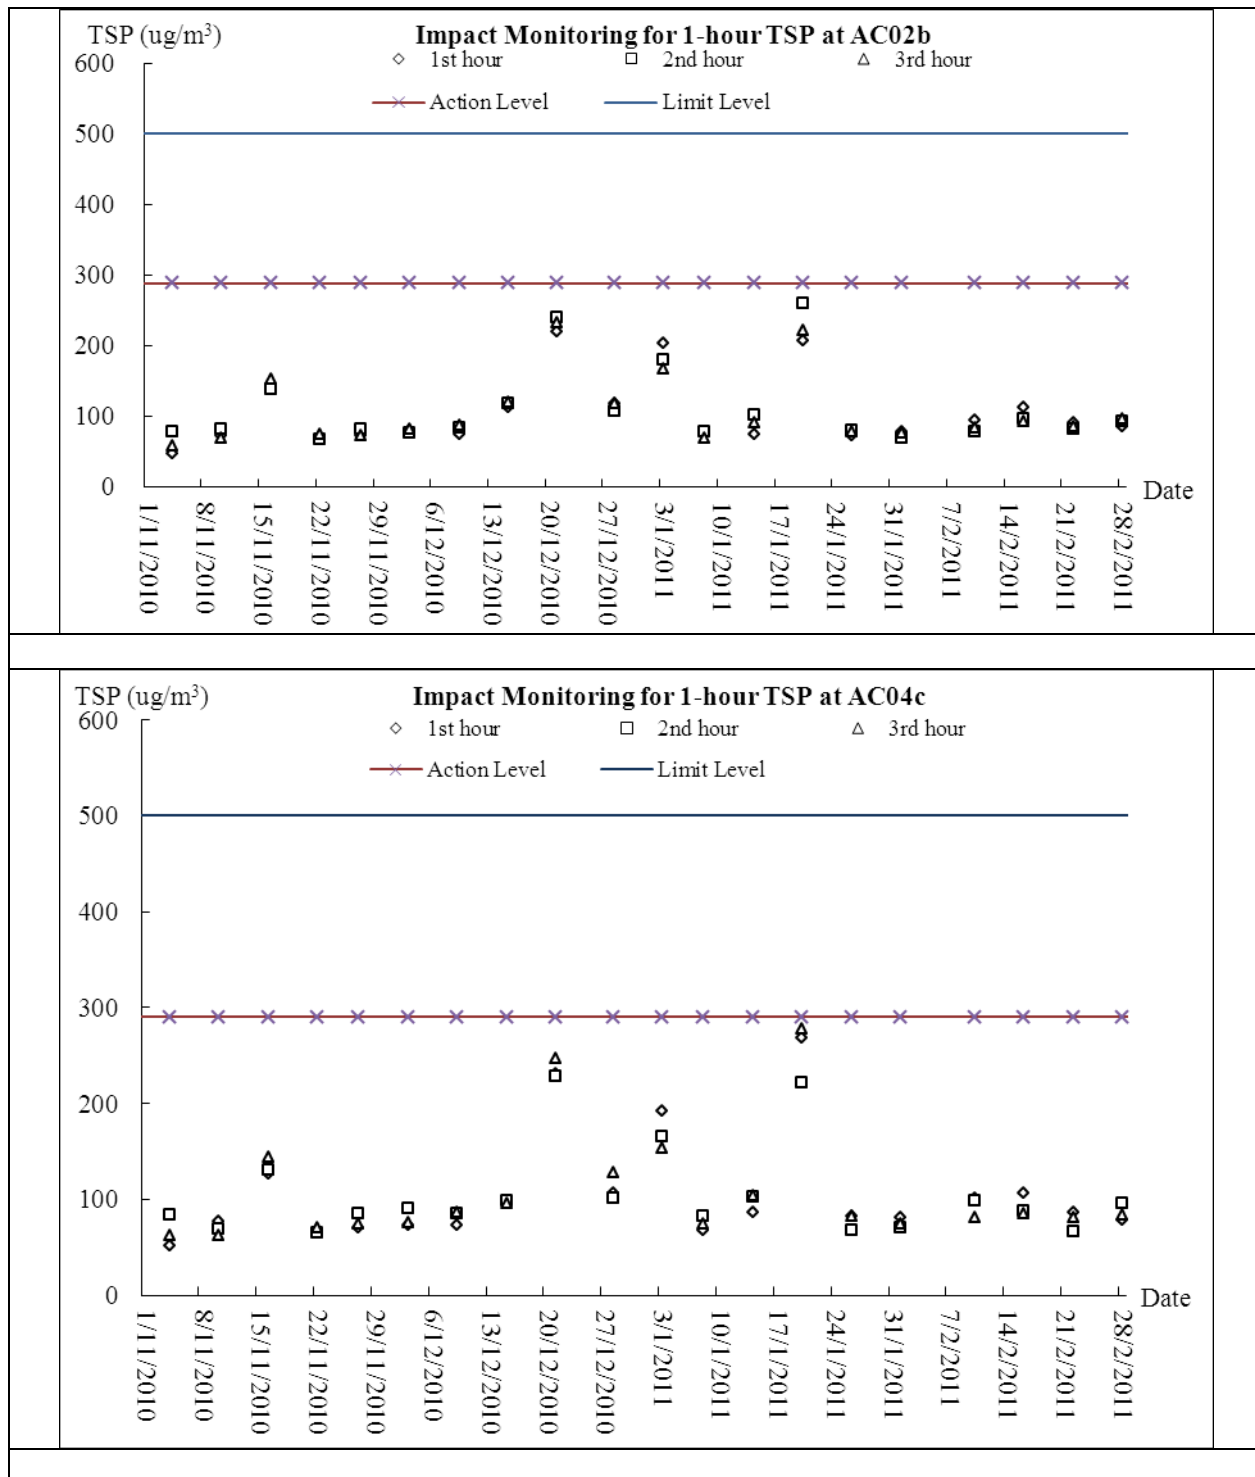 TSP (ug/m³) Impact Monitoring for 1-hour TSP at AC02b
1st hour 2nd hour 3rd hour
Action Level Limit Level
600
500
400
300
200
100
0
Date
1/11/2010 8/11/2010 15/11/2010 22/11/2010 29/11/2010 6/12/2010 13/12/2010 20/12/2010 27/12/2010 3/1/2011 10/1/2011 17/1/2011 24/1/2011 31/1/2011 7/2/2011 14/2/2011 21/2/2011 28/2/2011
TSP (ug/m³) Impact Monitoring for 1-hour TSP at AC04c
1st hour 2nd hour 3rd hour
Action Level Limit Level
600
500
400
300
200
100
0
Date
1/11/2010 8/11/2010 15/11/2010 22/11/2010 29/11/2010 6/12/2010 13/12/2010 20/12/2010 27/12/2010 3/1/2011 10/1/2011 17/1/2011 24/1/2011 31/1/2011 7/2/2011 14/2/2011 21/2/2011 28/2/2011